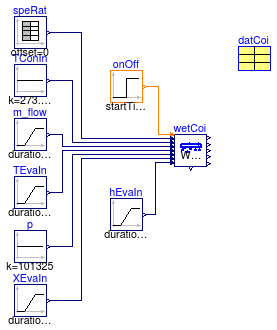 speRat
offset=0
TConIn
k=273....
m_flow
duratio...
TEvaIn
duratio...
p
k=101325
XEvaIn
duratio...
onOff
startTi...
hEvaIn
duratio...
wetCoi
W...
datCoi